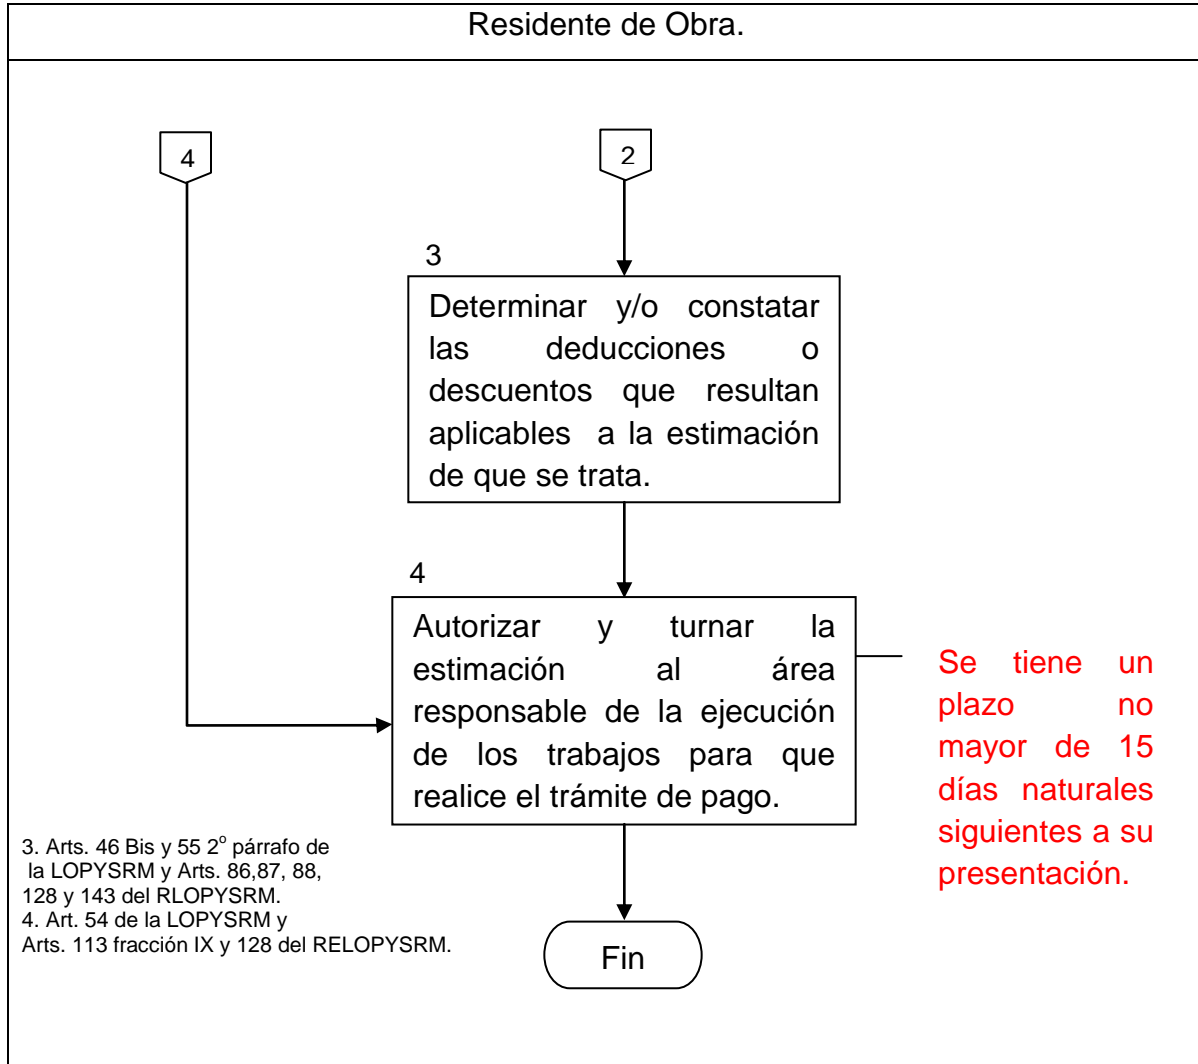 Residente de Obra.
4
2
3
Determinar y/o constatar
las deducciones o
descuentos que resultan
aplicables a la estimación
de que se trata.
4
Autorizar y turnar la
estimación al área
responsable de la ejecución
de los trabajos para que
realice el trámite de pago.
Se tiene un
plazo no
mayor de 15
días naturales
siguientes a su
presentación.
3. Arts. 46 Bis y 55 2º párrafo de
la LOPYSRM y Arts. 86,87, 88,
128 y 143 del RLOPYSRM.
4. Art. 54 de la LOPYSRM y
Arts. 113 fracción IX y 128 del RELOPYSRM.
Fin